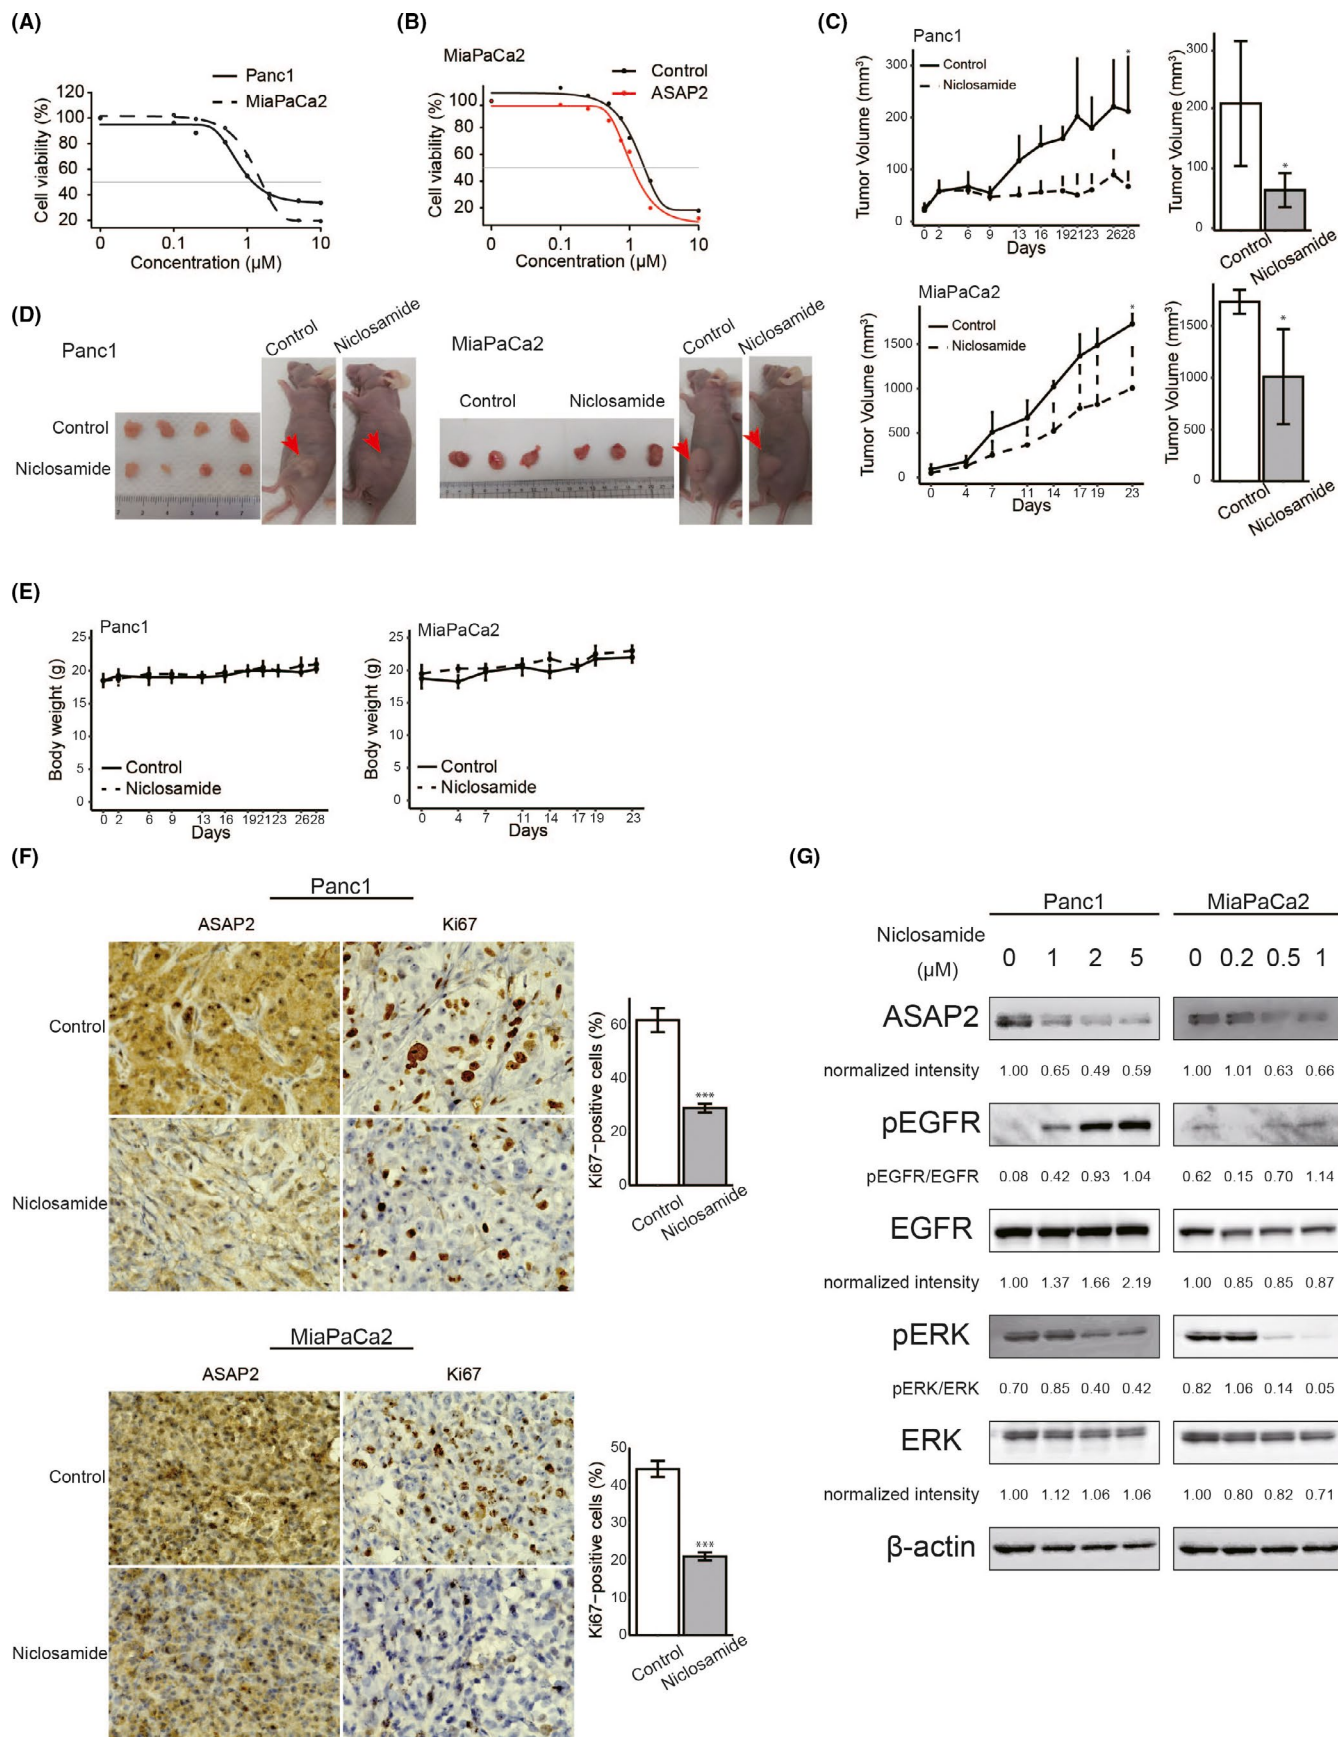 (A)
Panc1
MiaPaCa2
Cell viability (%)
120
100
80
60
40
20
0 0.1 1 10
Concentration (µM)
(B)
MiaPaCa2
Control
ASAP2
Cell viability (%)
100
80
60
40
20
0 0.1 1 10
Concentration (µM)
(C)
Panc1
Control
Niclosamide
Tumor Volume (mm³)
300
200
100
0
0 2 6 9 13 16 19 21 23 26 28
Days
*
Tumor Volume (mm³)
300
200
100
0
*
Control
Niclosamide
MiaPaCa2
Control
Niclosamide
Tumor Volume (mm³)
1500
1000
500
0
0 4 7 11 14 17 19 23
Days
*
Tumor Volume (mm³)
1500
1000
500
0
*
Control
Niclosamide
(D)
Panc1
Control
Niclosamide
Control
Niclosamide
MiaPaCa2
Control Niclosamide
Control
Niclosamide
(E)
Panc1
Body weight (g)
25
20
15
10
5
0
Control
Niclosamide
0 2 6 9 13 16 19 21 23 26 28
Days
MiaPaCa2
Body weight (g)
25
20
15
10
5
0
Control
Niclosamide
0 4 7 11 14 17 19 23
Days
(F)
Panc1
ASAP2 Ki67
Control
Niclosamide
Ki67−positive cells (%)
60
40
20
0
***
Control
Niclosamide
MiaPaCa2
ASAP2 Ki67
Control
Niclosamide
Ki67−positive cells (%)
50
40
30
20
10
0
***
Control
Niclosamide
(G)
Panc1 MiaPaCa2
Niclosamide
(µM)
0 1 2 5 0 0.2 0.5 1
ASAP2
normalized intensity 1.00 0.65 0.49 0.59 1.00 1.01 0.63 0.66
pEGFR
pEGFR/EGFR 0.08 0.42 0.93 1.04 0.62 0.15 0.70 1.14
EGFR
normalized intensity 1.00 1.37 1.66 2.19 1.00 0.85 0.85 0.87
pERK
pERK/ERK 0.70 0.85 0.40 0.42 0.82 1.06 0.14 0.05
ERK
normalized intensity 1.00 1.12 1.06 1.06 1.00 0.80 0.82 0.71
β-actin